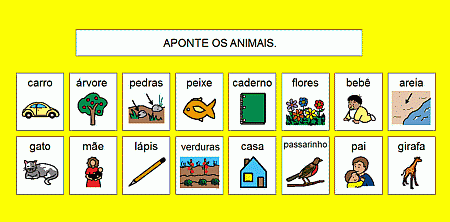 APONTE OS ANIMAIS.
carro árvore pedras peixe caderno flores bebê areia
gato mãe lápis verduras casa passarinho pai girafa